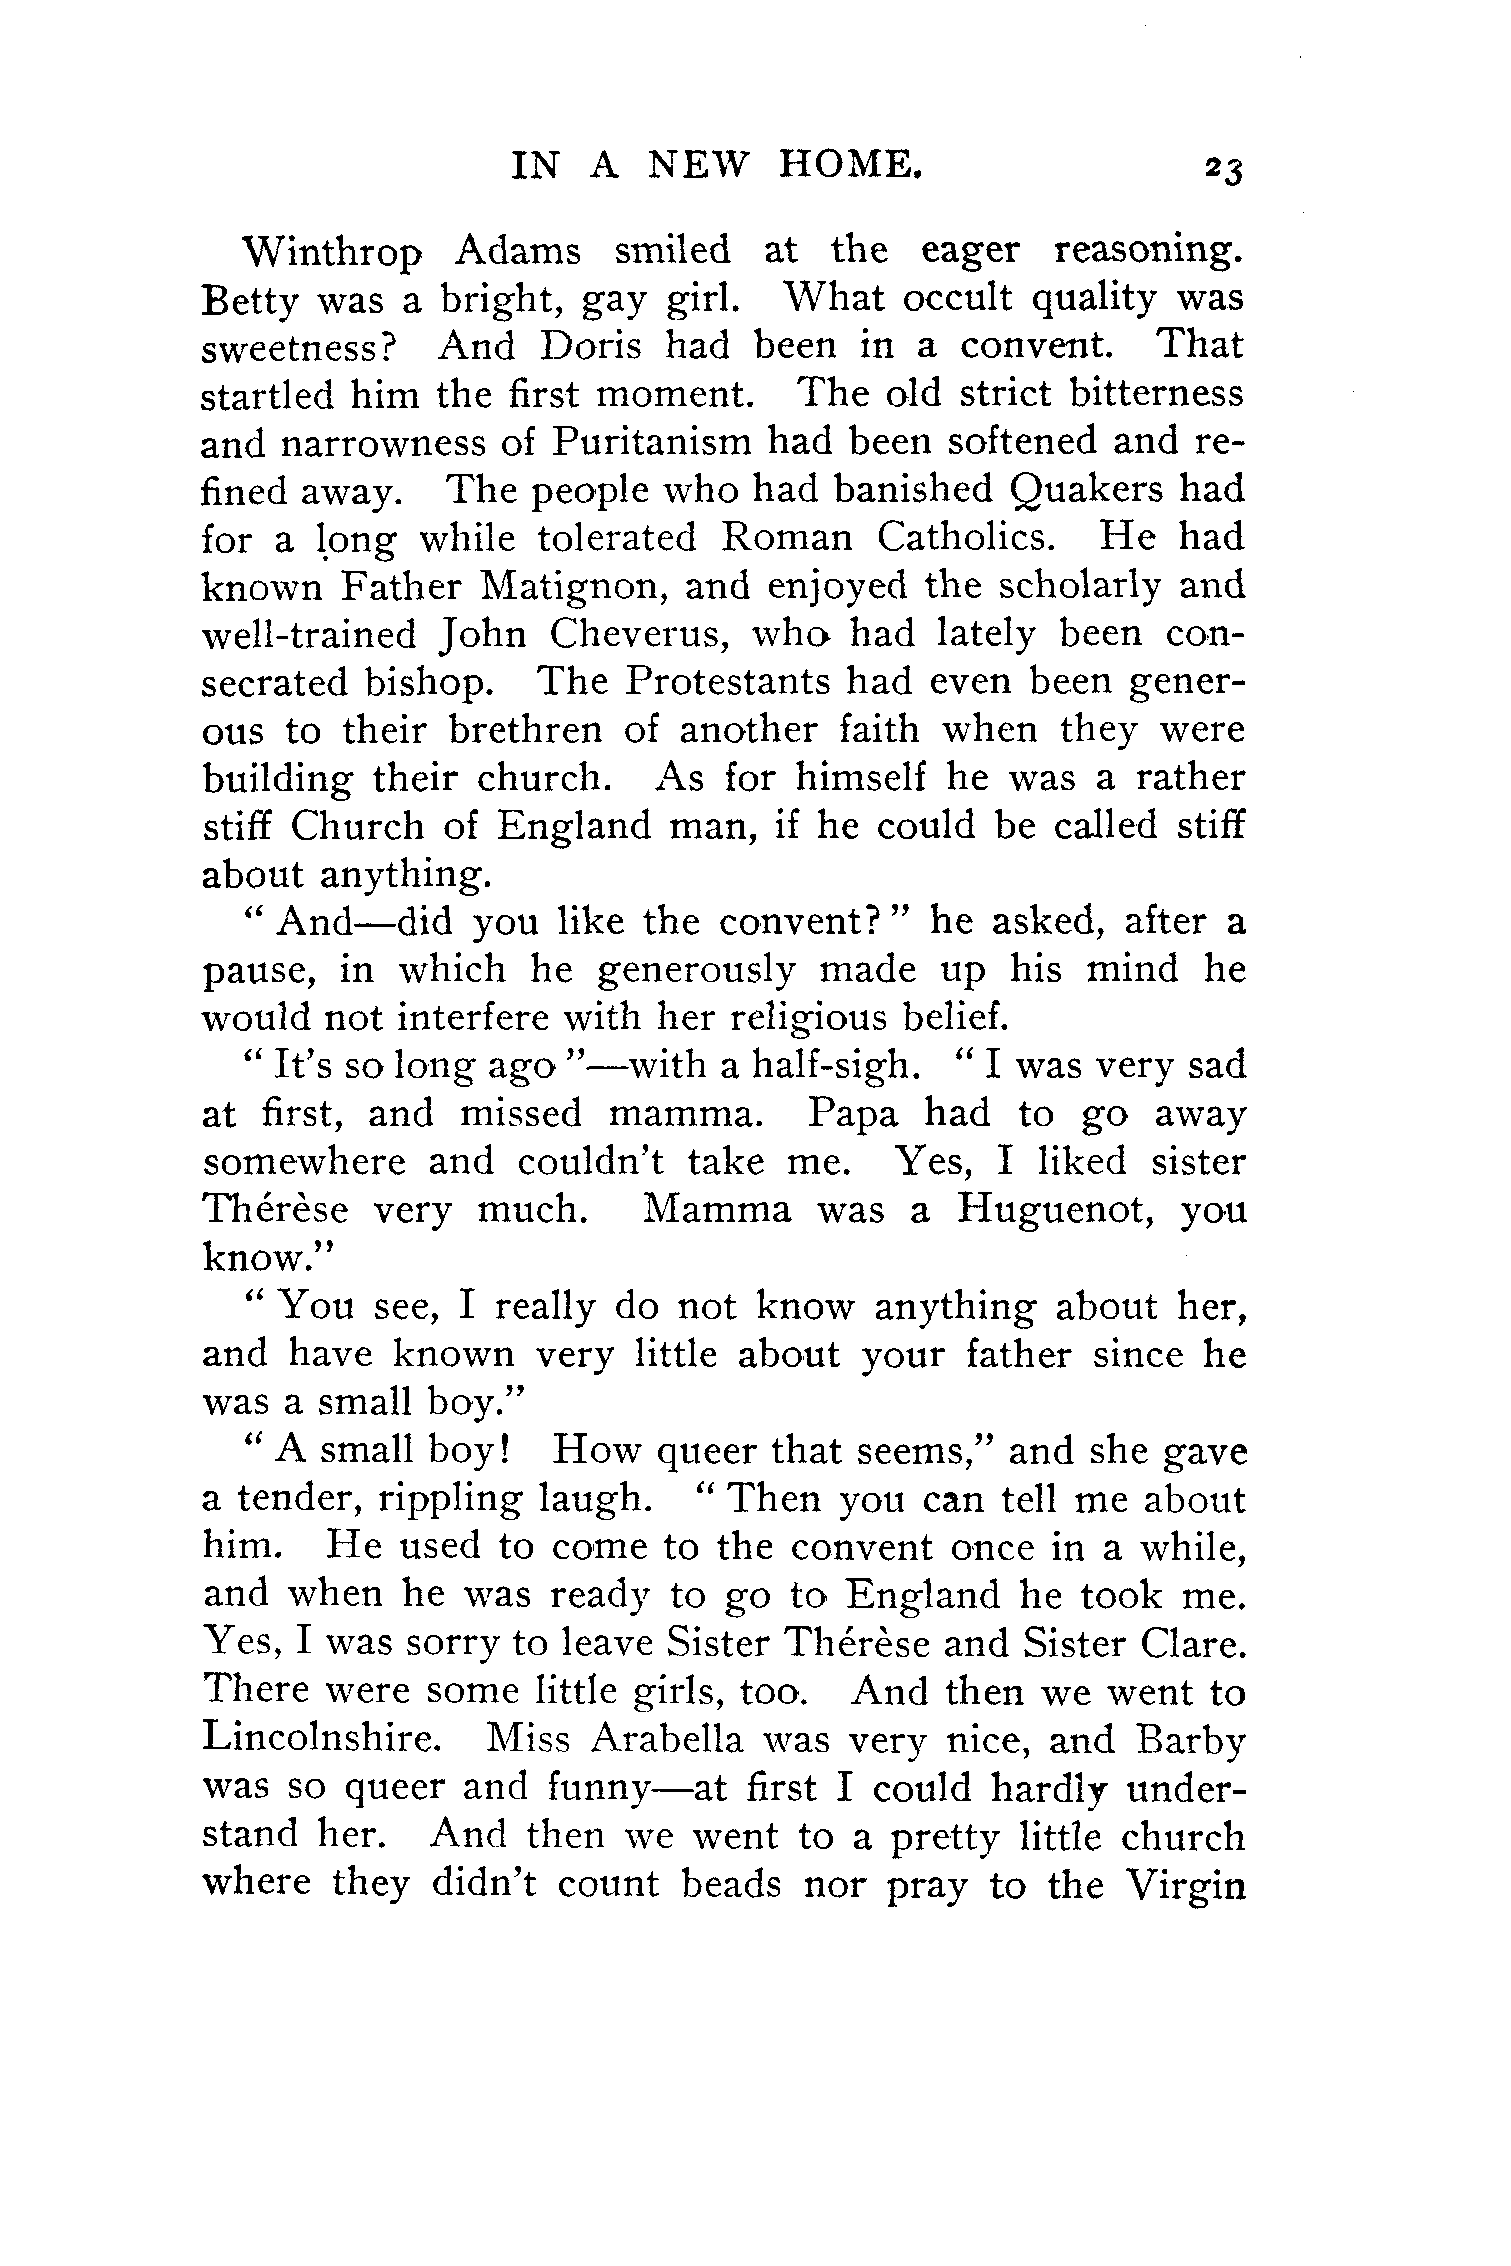 IN A NEW HOME. 23
Winthrop Adams smiled at the eager reasoning.
Betty was a bright, gay girl. What occult quality was
sweetness? And Doris had been in a convent. That
startled him the first moment. The old strict bitterness
and narrowness of Puritanism had been softened and re-
fined away. The people who had banished Quakers had
for a long while tolerated Roman Catholics. He had
known Father Matignon, and enjoyed the scholarly and
well-trained John Cheverus, who had lately been con-
secrated bishop. The Protestants had even been gener-
ous to their brethren of another faith when they were
building their church. As for himself he was a rather
stiff Church of England man, if he could be called stiff
about anything.
" And—did you like the convent? " he asked, after a
pause, in which he generously made up his mind he
would not interfere with her religious belief.
" It's so long ago "—with a half-sigh. " I was very sad
at first, and missed mamma. Papa had to go away
somewhere and couldn't take me. Yes, I liked sister
Thérèse very much. Mamma was a Huguenot, you
know."
" You see, I really do not know anything about her,
and have known very little about your father since he
was a small boy."
" A small boy! How queer that seems," and she gave
a tender, rippling laugh. " Then you can tell me about
him. He used to come to the convent once in a while,
and when he was ready to go to England he took me.
Yes, I was sorry to leave Sister Thérèse and Sister Clare.
There were some little girls, too. And then we went to
Lincolnshire. Miss Arabella was very nice, and Barby
was so queer and funny—at first I could hardly under-
stand her. And then we went to a pretty little church
where they didn't count beads nor pray to the Virgin